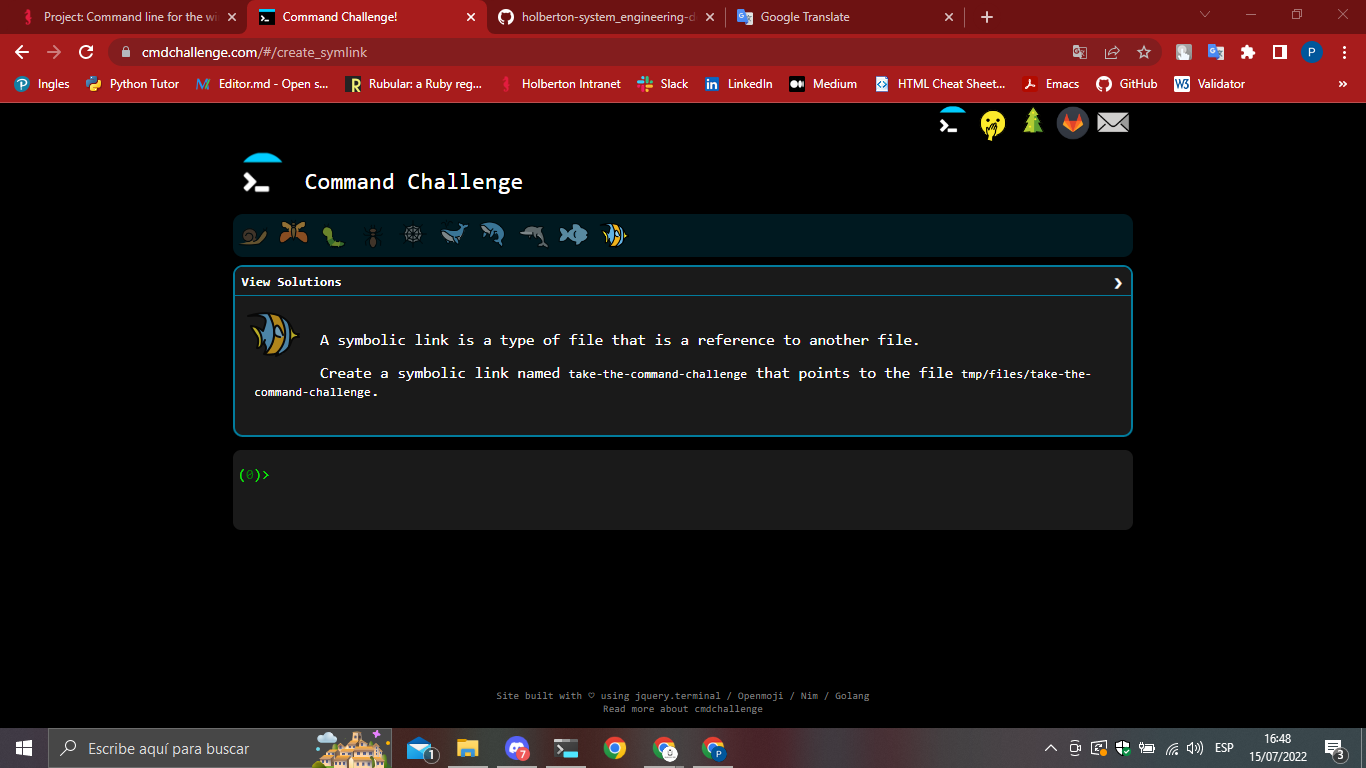 Project: Command line for the wi
Command Challenge!
holberton-system_engineering-d
Google Translate
cmdchallenge.com/#/create_symlink
P
Ingles
Python Tutor
Editor.md - Open s...
Rubular: a Ruby reg...
Holberton Intranet
Slack
LinkedIn
Medium
HTML Cheat Sheet...
Emacs
GitHub
Validator
»
Command Challenge
View Solutions
A symbolic link is a type of file that is a reference to another file.
Create a symbolic link named take-the-command-challenge that points to the file tmp/files/take-the-
command-challenge.
(0)>
Site built with ♡ using jquery.terminal / Openmoji / Nim / Golang
Read more about cmdchallenge
Escribe aquí para buscar
1
7
P
ESP
16:48
15/07/2022
3